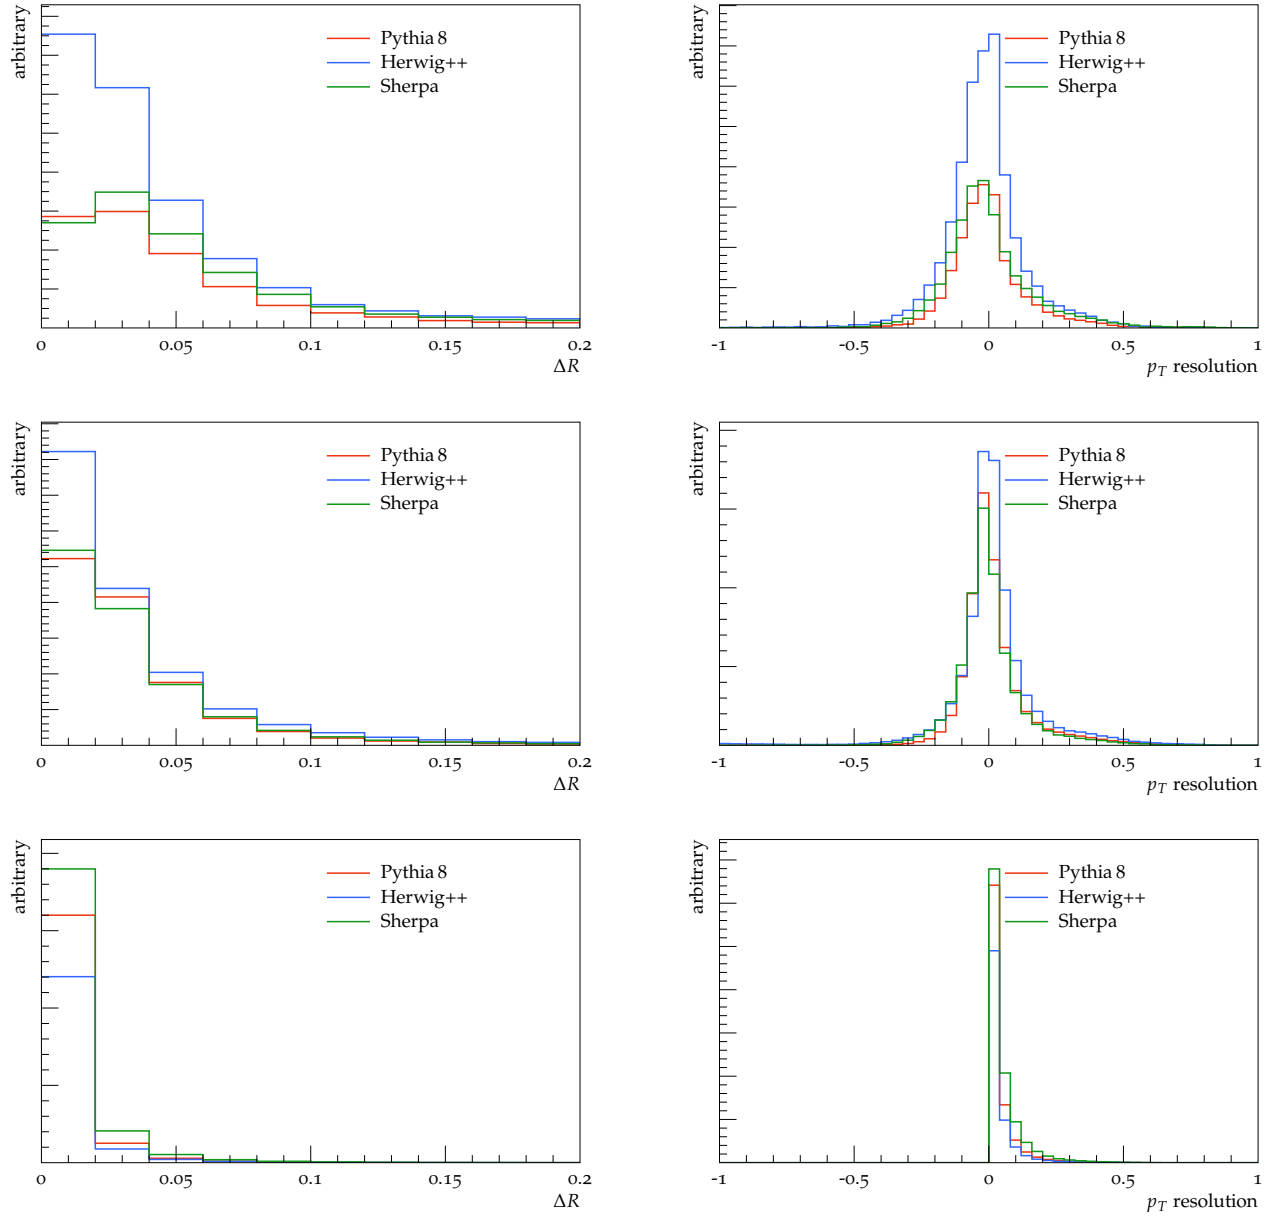 arbitrary
Pythia 8
Herwig++
Sherpa
0 0.05 0.1 0.15 0.2
ΔR
arbitrary
Pythia 8
Herwig++
Sherpa
-1 -0.5 0 0.5 1
p_T resolution
arbitrary
Pythia 8
Herwig++
Sherpa
0 0.05 0.1 0.15 0.2
ΔR
arbitrary
Pythia 8
Herwig++
Sherpa
-1 -0.5 0 0.5 1
p_T resolution
arbitrary
Pythia 8
Herwig++
Sherpa
0 0.05 0.1 0.15 0.2
ΔR
arbitrary
Pythia 8
Herwig++
Sherpa
-1 -0.5 0 0.5 1
p_T resolution